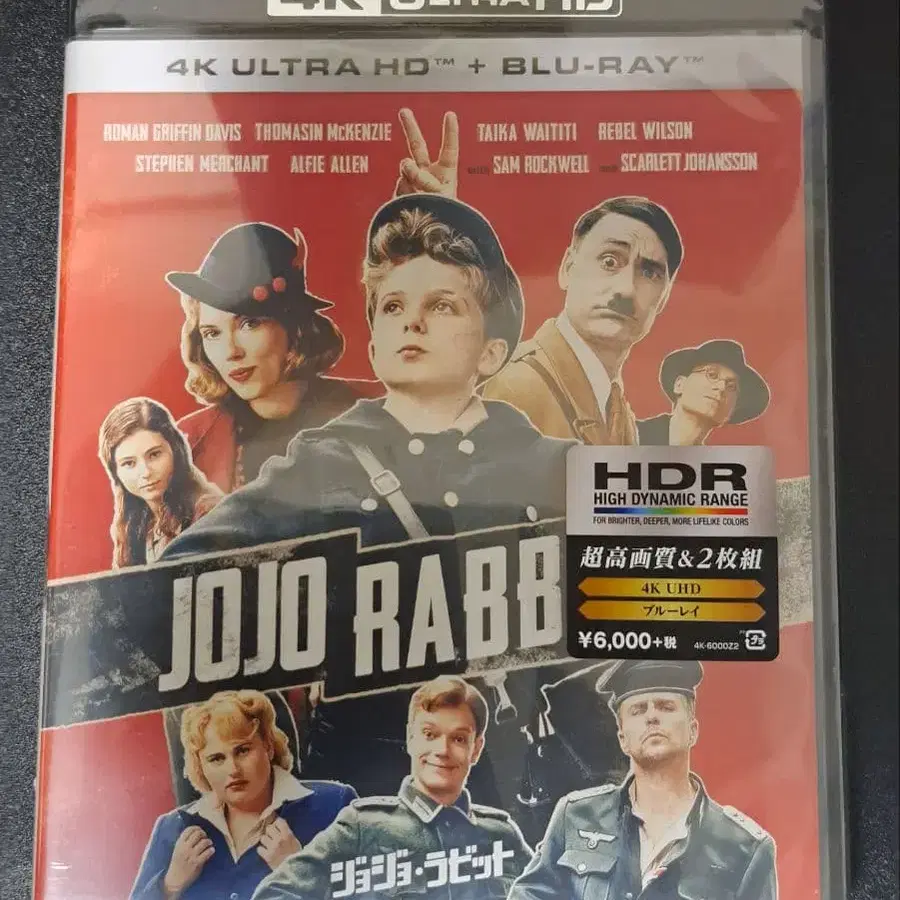 4K ULTRA HD
4K ULTRA HD™ + BLU-RAY™
ROMAN GRIFFIN DAVIS THOMASIN McKENZIE TAIKA WAITITI REBEL WILSON
STEPHEN MERCHANT ALFIE ALLEN SAM ROCKWELL SCARLETT JOHANSSON
HDR
HIGH DYNAMIC RANGE
FOR BRIGHTER, DEEPER, MORE LIFELIKE COLORS
超高画質&2枚組
4K UHD
ブルーレイ
¥6,000+税
4K-6000Z2
JOJO RABB
ジョジョ・ラビット